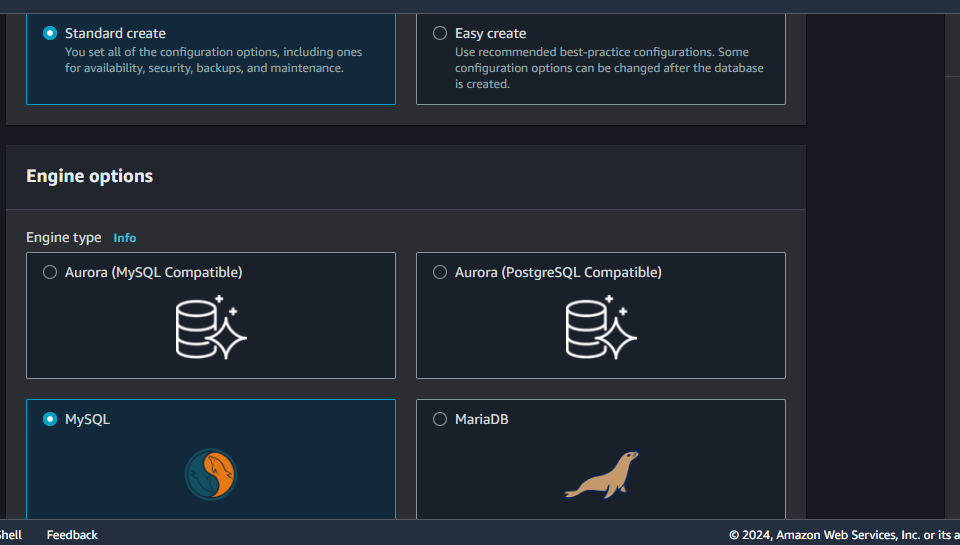 Standard create
You set all of the configuration options, including ones
for availability, security, backups, and maintenance.
Easy create
Use recommended best-practice configurations. Some
configuration options can be changed after the database
is created.
Engine options
Engine type Info
Aurora (MySQL Compatible)
Aurora (PostgreSQL Compatible)
MySQL
MariaDB
Shell Feedback
© 2024, Amazon Web Services, Inc. or its a